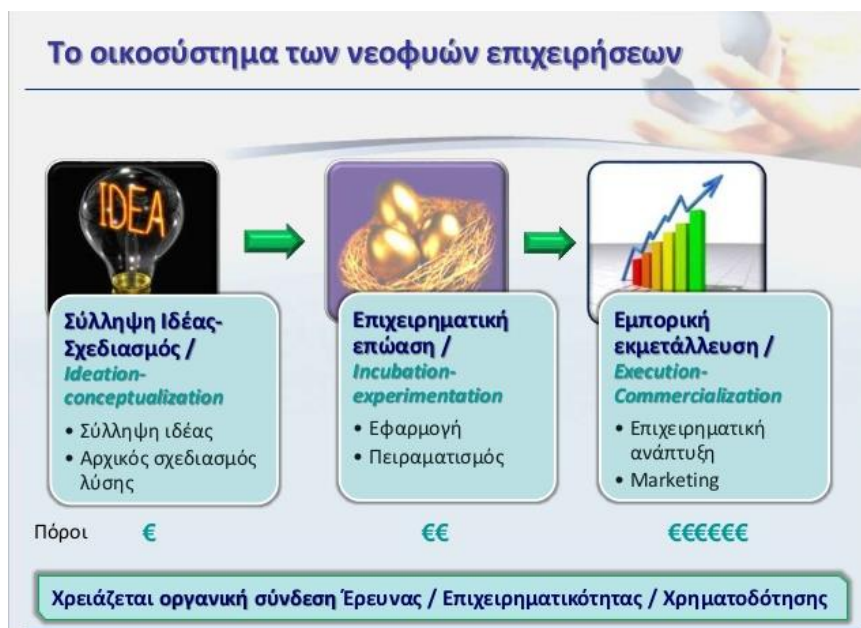 Το οικοσύστημα των νεοφυών επιχειρήσεων
IDEA
Σύλληψη Ιδέας-
Σχεδιασμός /
Ideation-
conceptualization
• Σύλληψη ιδέας
• Αρχικός σχεδιασμός
λύσης
Επιχειρηματική
επώαση /
Incubation-
experimentation
• Εφαρμογή
• Πειραματισμός
Εμπορική
εκμετάλλευση /
Execution-
Commercialization
• Επιχειρηματική
ανάπτυξη
• Marketing
Πόροι € €€ €€€€€€
Χρειάζεται οργανική σύνδεση Έρευνας / Επιχειρηματικότητας / Χρηματοδότησης